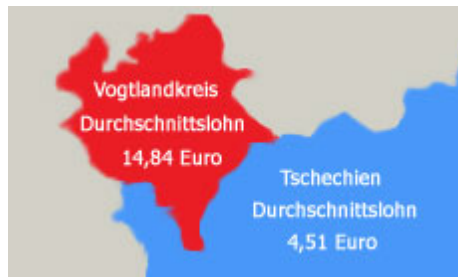 Vogtlandkreis
Durchschnittslohn
14,84 Euro
Tschechien
Durchschnittslohn
4,51 Euro